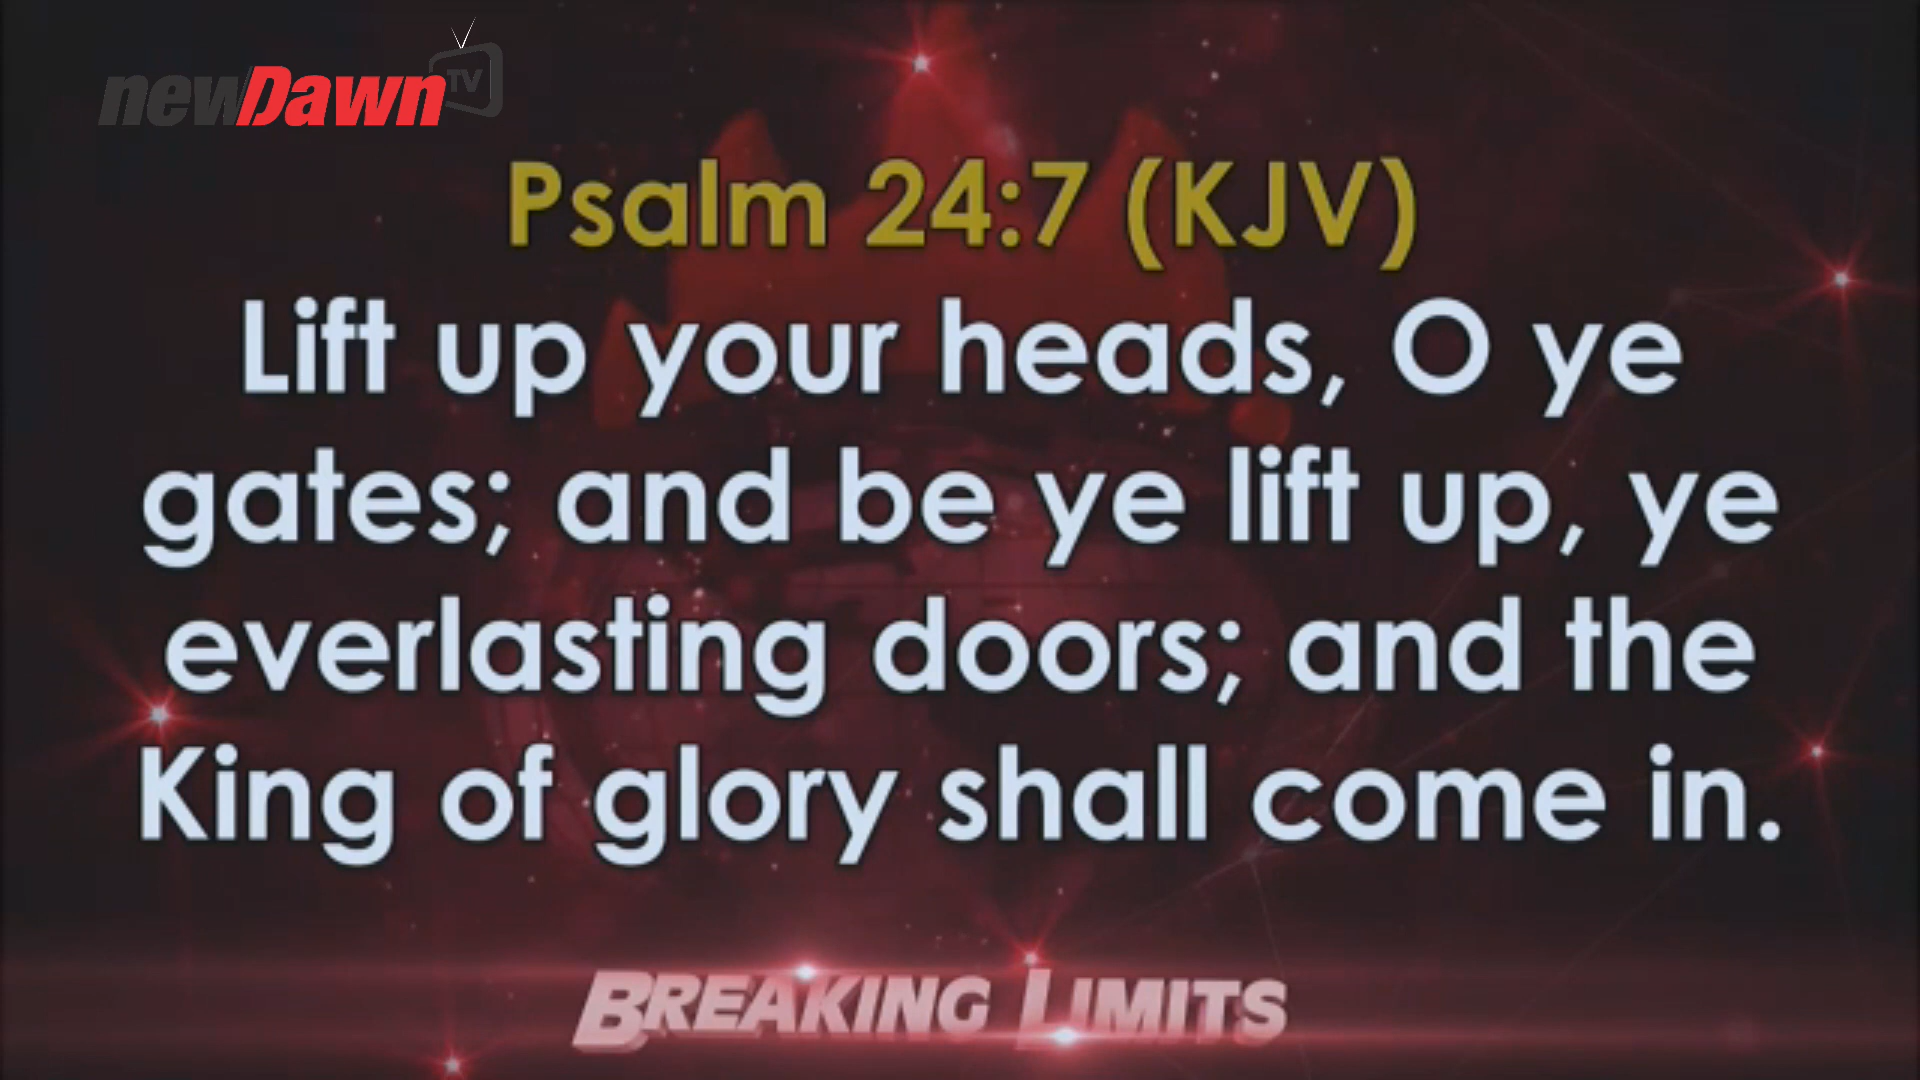 newDawn TV
Psalm 24:7 (KJV)
Lift up your heads, O ye
gates; and be ye lift up, ye
everlasting doors; and the
King of glory shall come in.
BREAKING LIMITS